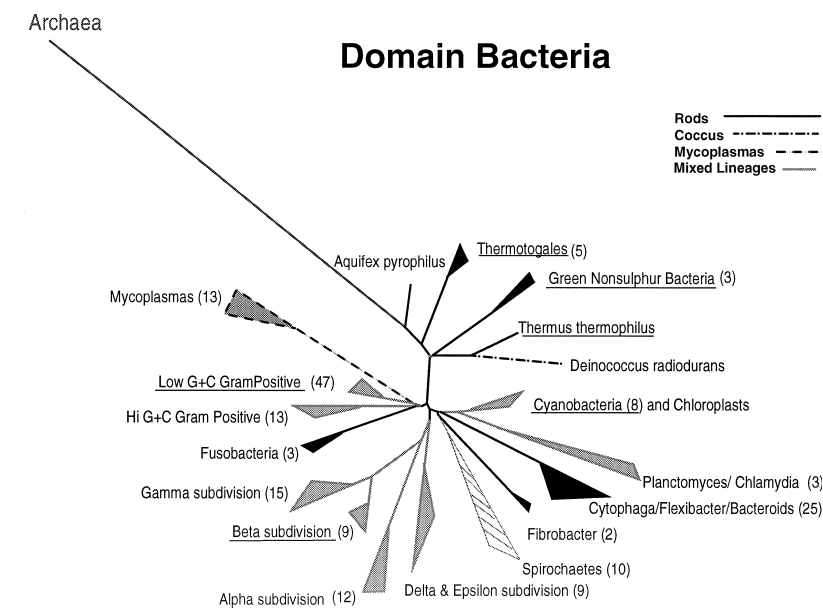 Archaea
Domain Bacteria
Rods
Coccus
Mycoplasmas
Mixed Lineages
Thermotogales (5)
Aquifex pyrophilus
Green Nonsulphur Bacteria (3)
Mycoplasmas (13)
Thermus thermophilus
Deinococcus radiodurans
Low G+C GramPositive (47)
Cyanobacteria (8) and Chloroplasts
Hi G+C Gram Positive (13)
Fusobacteria (3)
Planctomyces/ Chlamydia (3)
Gamma subdivision (15)
Cytophaga/Flexibacter/Bacteroids (25)
Beta subdivision (9)
Fibrobacter (2)
Spirochaetes (10)
Delta & Epsilon subdivision (9)
Alpha subdivision (12)